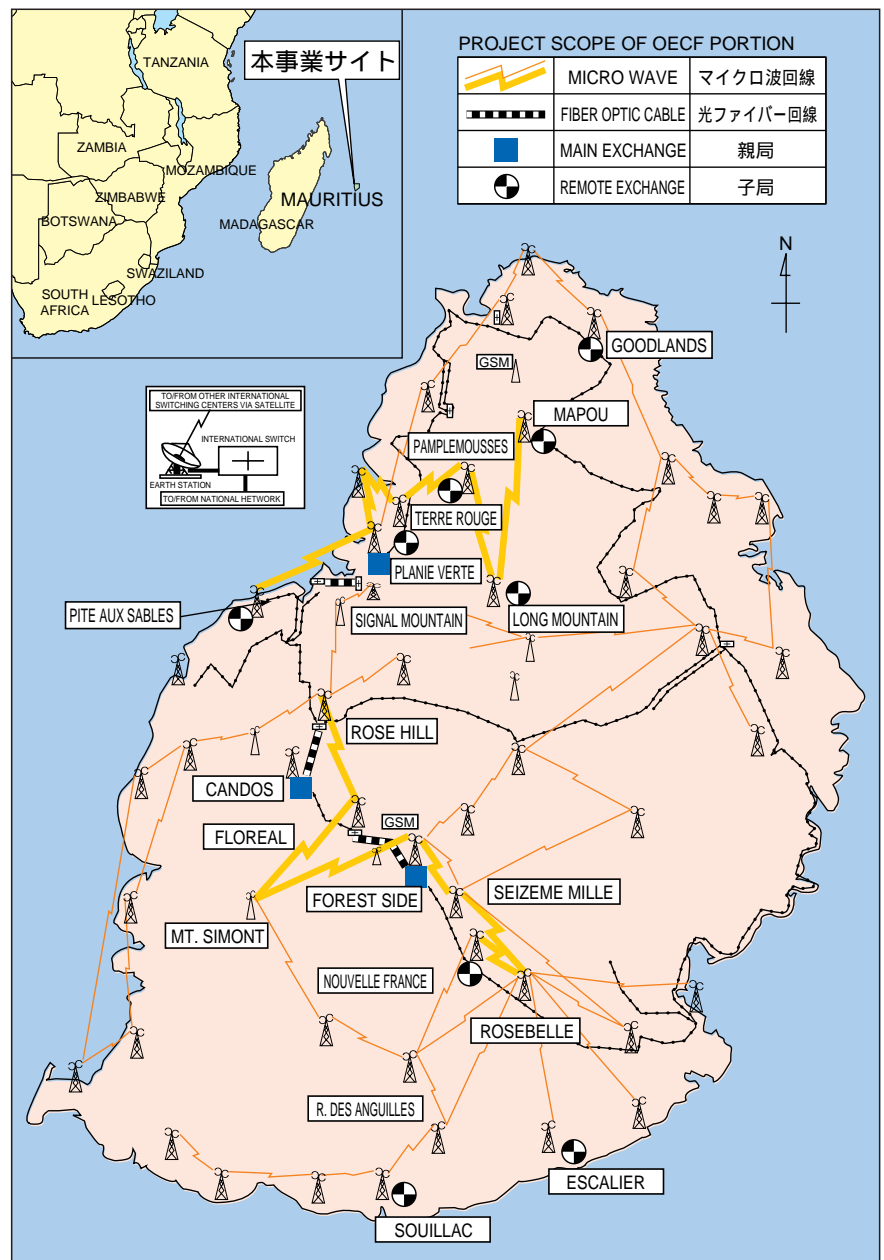 TANZANIA
ZAMBIA
MOZAMBIQUE
ZIMBABWE
BOTSWANA
MAURITIUS
MADAGASCAR
SWAZILAND
SOUTH
AFRICA
LESOTHO
本事業サイト
PROJECT SCOPE OF OECF PORTION
MICRO WAVE マイクロ波回線
FIBER OPTIC CABLE 光ファイバー回線
MAIN EXCHANGE 親局
REMOTE EXCHANGE 子局
N
GOODLANDS
GSM
TO/FROM OTHER INTERNATIONAL
SWITCHING CENTERS VIA SATELLITE
INTERNATIONAL SWITCH
EARTH STATION
TO/FROM NATIONAL HETWORK
MAPOU
PAMPLEMOUSSES
TERRE ROUGE
PLANIE VERTE
PITE AUX SABLES
SIGNAL MOUNTAIN
LONG MOUNTAIN
ROSE HILL
CANDOS
FLOREAL
GSM
FOREST SIDE
SEIZEME MILLE
MT. SIMONT
NOUVELLE FRANCE
ROSEBELLE
R. DES ANGUILLES
ESCALIER
SOUILLAC